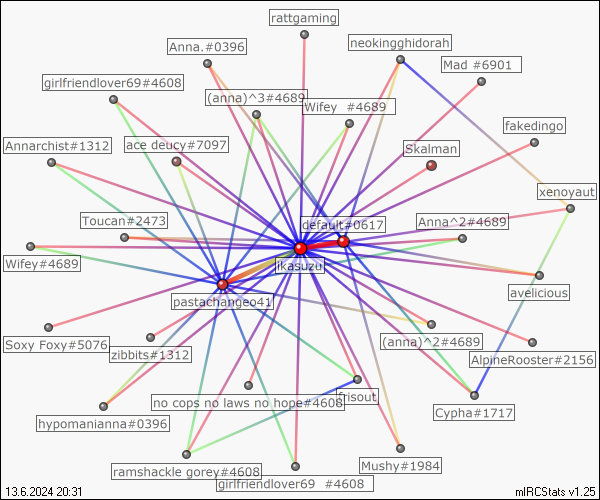 rattgaming
Anna.#0396
neokingghidorah
Mad #6901
girlfriendlover69#4608
(anna)^3#4689
Wifey #4689
fakedingo
Annarchist#1312
ace deucy#7097
Skalman
xenoyaut
Toucan#2473
default#0617
Anna^2#4689
Wifey#4689
ikasuzu
avelicious
pastachangeo41
Soxy Foxy#5076
zibbits#1312
(anna)^2#4689
AlpineRooster#2156
hypomanianna#0396
no cops no laws no hope#4608
frisout
Cypha#1717
ramshackle gorey#4608
girlfriendlover69 #4608
Mushy#1984
13.6.2024 20:31
mIRCStats v1.25